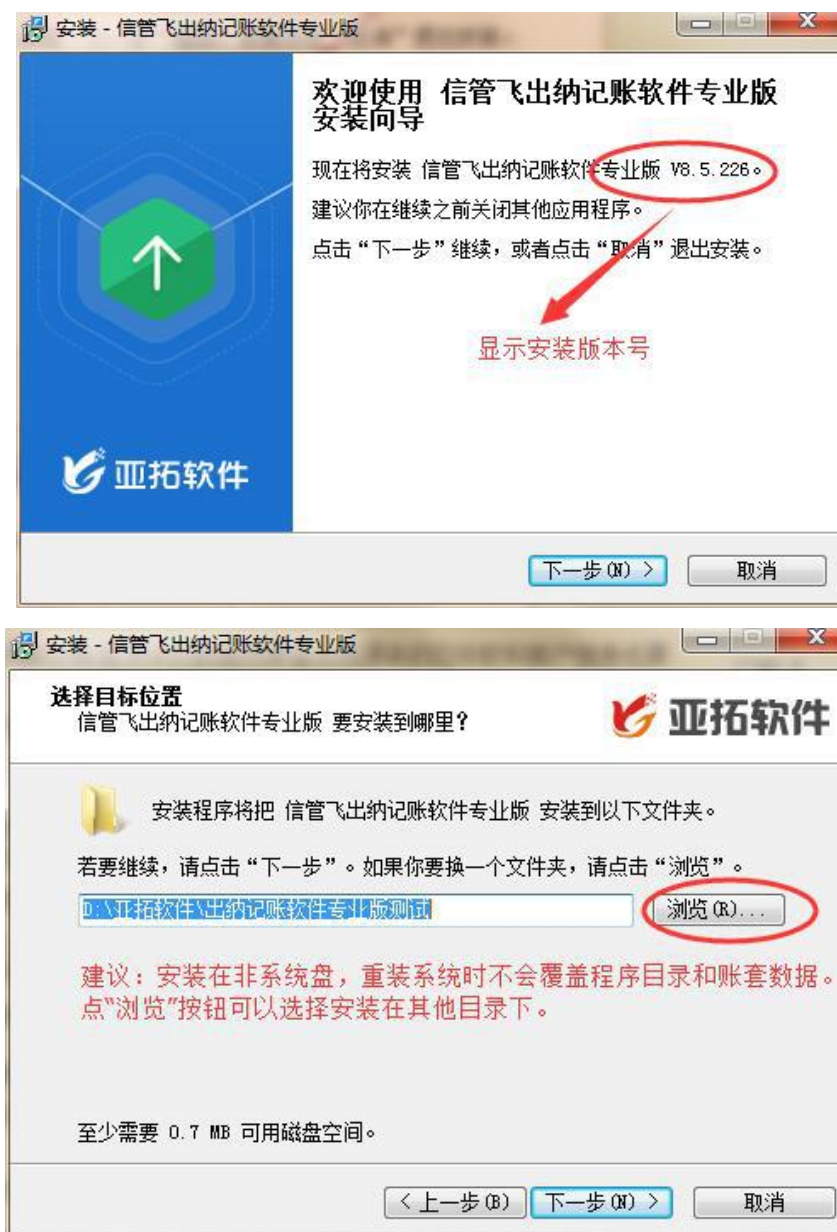 安装 - 信管飞出纳记账软件专业版
欢迎使用 信管飞出纳记账软件专业版
安装向导
现在将安装 信管飞出纳记账软件专业版 V8.5.226。
建议你在继续之前关闭其他应用程序。
点击“下一步”继续，或者点击“取消”退出安装。
显示安装版本号
亚拓软件
下一步(N) >
取消
安装 - 信管飞出纳记账软件专业版
选择目标位置
信管飞出纳记账软件专业版 要安装到哪里?
亚拓软件
安装程序将把 信管飞出纳记账软件专业版 安装到以下文件夹。
若要继续，请点击“下一步”。如果你要换一个文件夹，请点击“浏览”。
D:\亚拓软件\出纳记账软件专业版测试
浏览(R)...
建议：安装在非系统盘，重装系统时不会覆盖程序目录和账套数据。
点“浏览”按钮可以选择安装在其他目录下。
至少需要 0.7 MB 可用磁盘空间。
< 上一步(B)
下一步(N) >
取消